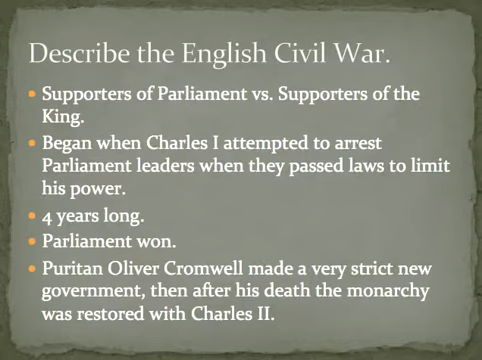 Describe the English Civil War.
• Supporters of Parliament vs. Supporters of the
King.
• Began when Charles I attempted to arrest
Parliament leaders when they passed laws to limit
his power.
• 4 years long.
• Parliament won.
• Puritan Oliver Cromwell made a very strict new
government, then after his death the monarchy
was restored with Charles II.